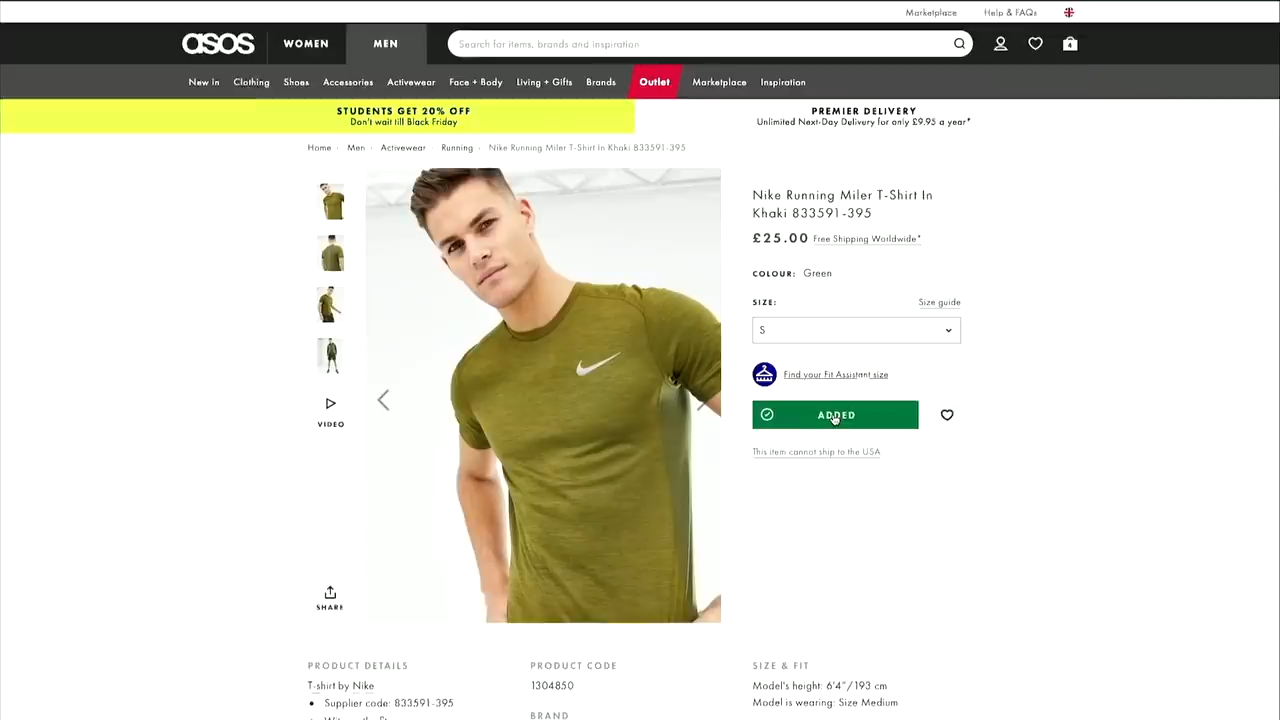 Marketplace
Help & FAQs
asos
WOMEN
MEN
Search for items, brands and inspiration
4
New in
Clothing
Shoes
Accessories
Activewear
Face + Body
Living + Gifts
Brands
Outlet
Marketplace
Inspiration
STUDENTS GET 20% OFF
Don't wait till Black Friday
PREMIER DELIVERY
Unlimited Next-Day Delivery for only £9.95 a year*
Home › Men › Activewear › Running › Nike Running Miler T-Shirt In Khaki 833591-395
Nike Running Miler T-Shirt In
Khaki 833591-395
£25.00 Free Shipping Worldwide*
COLOUR: Green
SIZE:
Size guide
S
Find your Fit Assistant size
ADDED
This item cannot ship to the USA
VIDEO
SHARE
PRODUCT DETAILS
T-shirt by Nike
• Supplier code: 833591-395
PRODUCT CODE
1304850
BRAND
SIZE & FIT
Model's height: 6'4"/193 cm
Model is wearing: Size Medium